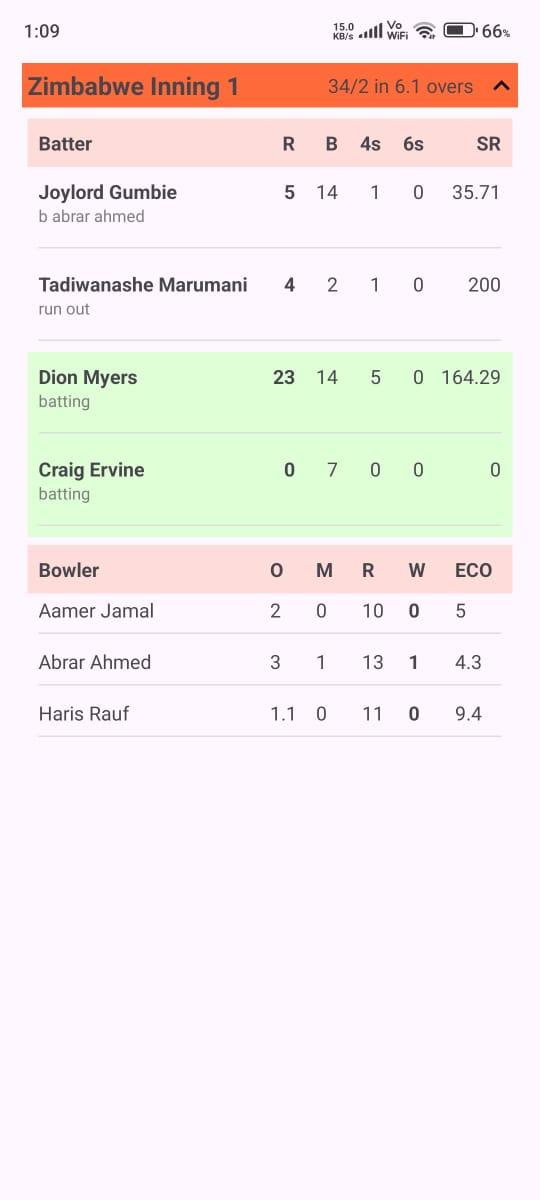 1:09 15.0 KB/s Vo WiFi 66%
Zimbabwe Inning 1 34/2 in 6.1 overs
Batter R B 4s 6s SR
Joylord Gumbie 5 14 1 0 35.71
b abrar ahmed
Tadiwanashe Marumani 4 2 1 0 200
run out
Dion Myers 23 14 5 0 164.29
batting
Craig Ervine 0 7 0 0 0
batting
Bowler O M R W ECO
Aamer Jamal 2 0 10 0 5
Abrar Ahmed 3 1 13 1 4.3
Haris Rauf 1.1 0 11 0 9.4